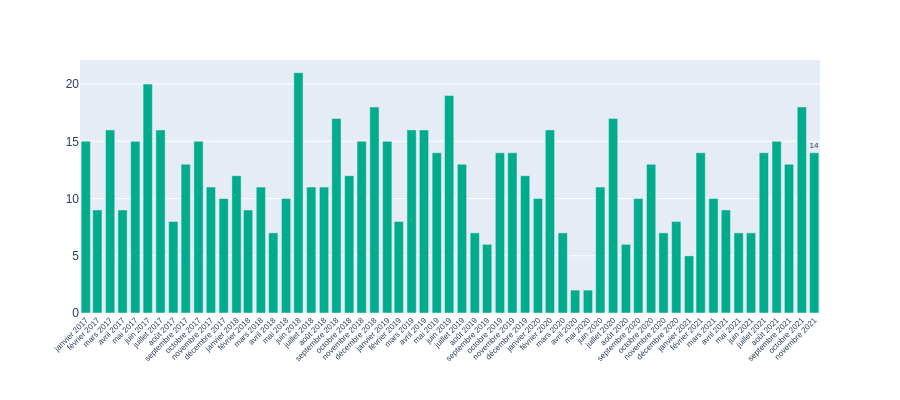 20
15
14
10
5
0
janvier 2017
février 2017
mars 2017
avril 2017
mai 2017
juin 2017
juillet 2017
août 2017
septembre 2017
octobre 2017
novembre 2017
décembre 2017
janvier 2018
février 2018
mars 2018
avril 2018
mai 2018
juin 2018
juillet 2018
août 2018
septembre 2018
octobre 2018
novembre 2018
décembre 2018
janvier 2019
février 2019
mars 2019
avril 2019
mai 2019
juin 2019
juillet 2019
août 2019
septembre 2019
octobre 2019
novembre 2019
décembre 2019
janvier 2020
février 2020
mars 2020
avril 2020
mai 2020
juin 2020
juillet 2020
août 2020
septembre 2020
octobre 2020
novembre 2020
décembre 2020
janvier 2021
février 2021
mars 2021
avril 2021
mai 2021
juin 2021
juillet 2021
août 2021
septembre 2021
octobre 2021
novembre 2021